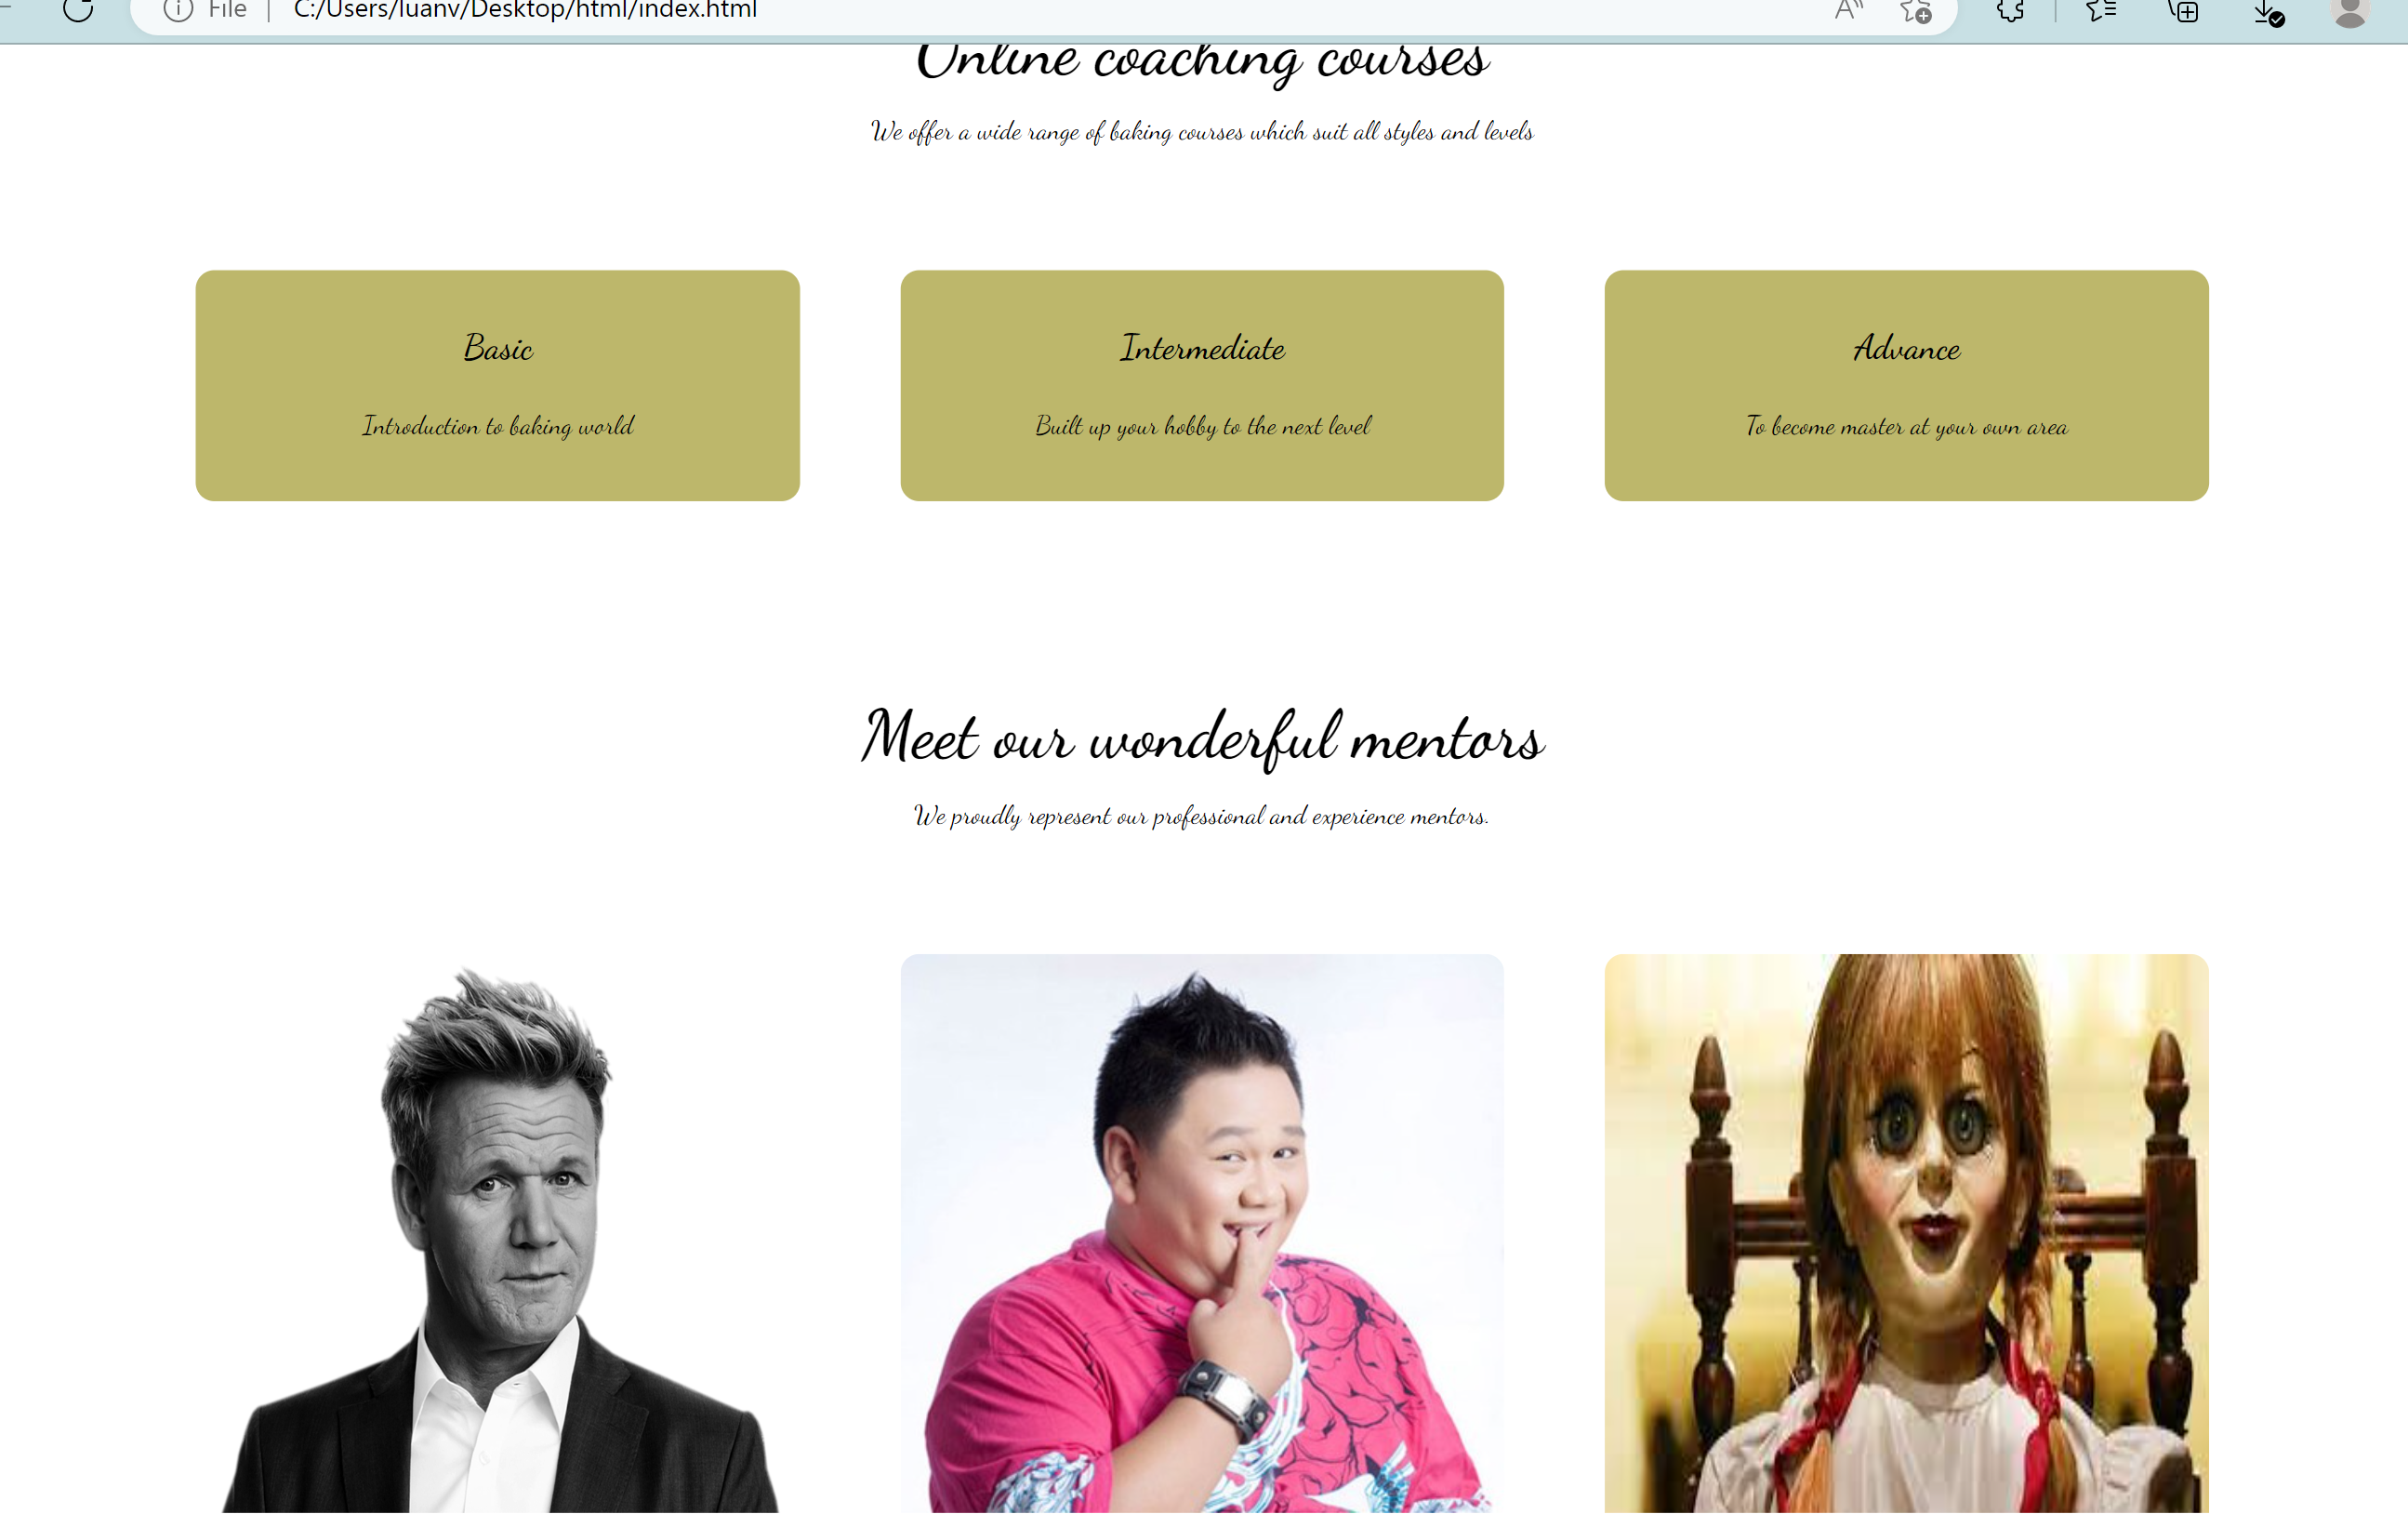 File | C:/Users/luanv/Desktop/html/index.html
Online coaching courses
We offer a wide range of baking courses which suit all styles and levels
Basic
Introduction to baking world
Intermediate
Built up your hobby to the next level
Advance
To become master at your own area
Meet our wonderful mentors
We proudly represent our professional and experience mentors.